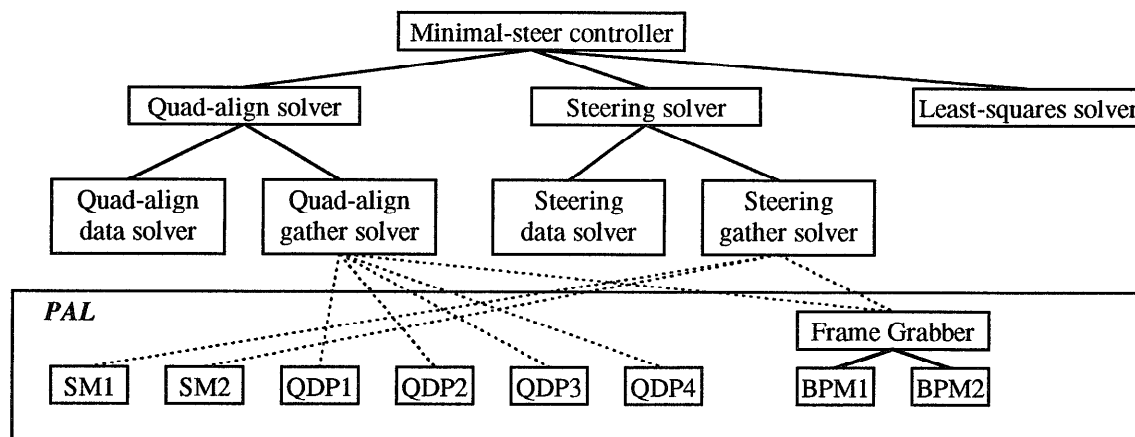 Minimal-steer controller
Quad-align solver
Steering solver
Least-squares solver
Quad-align
data solver
Quad-align
gather solver
Steering
data solver
Steering
gather solver
PAL
Frame Grabber
SM1
SM2
QDP1
QDP2
QDP3
QDP4
BPM1
BPM2